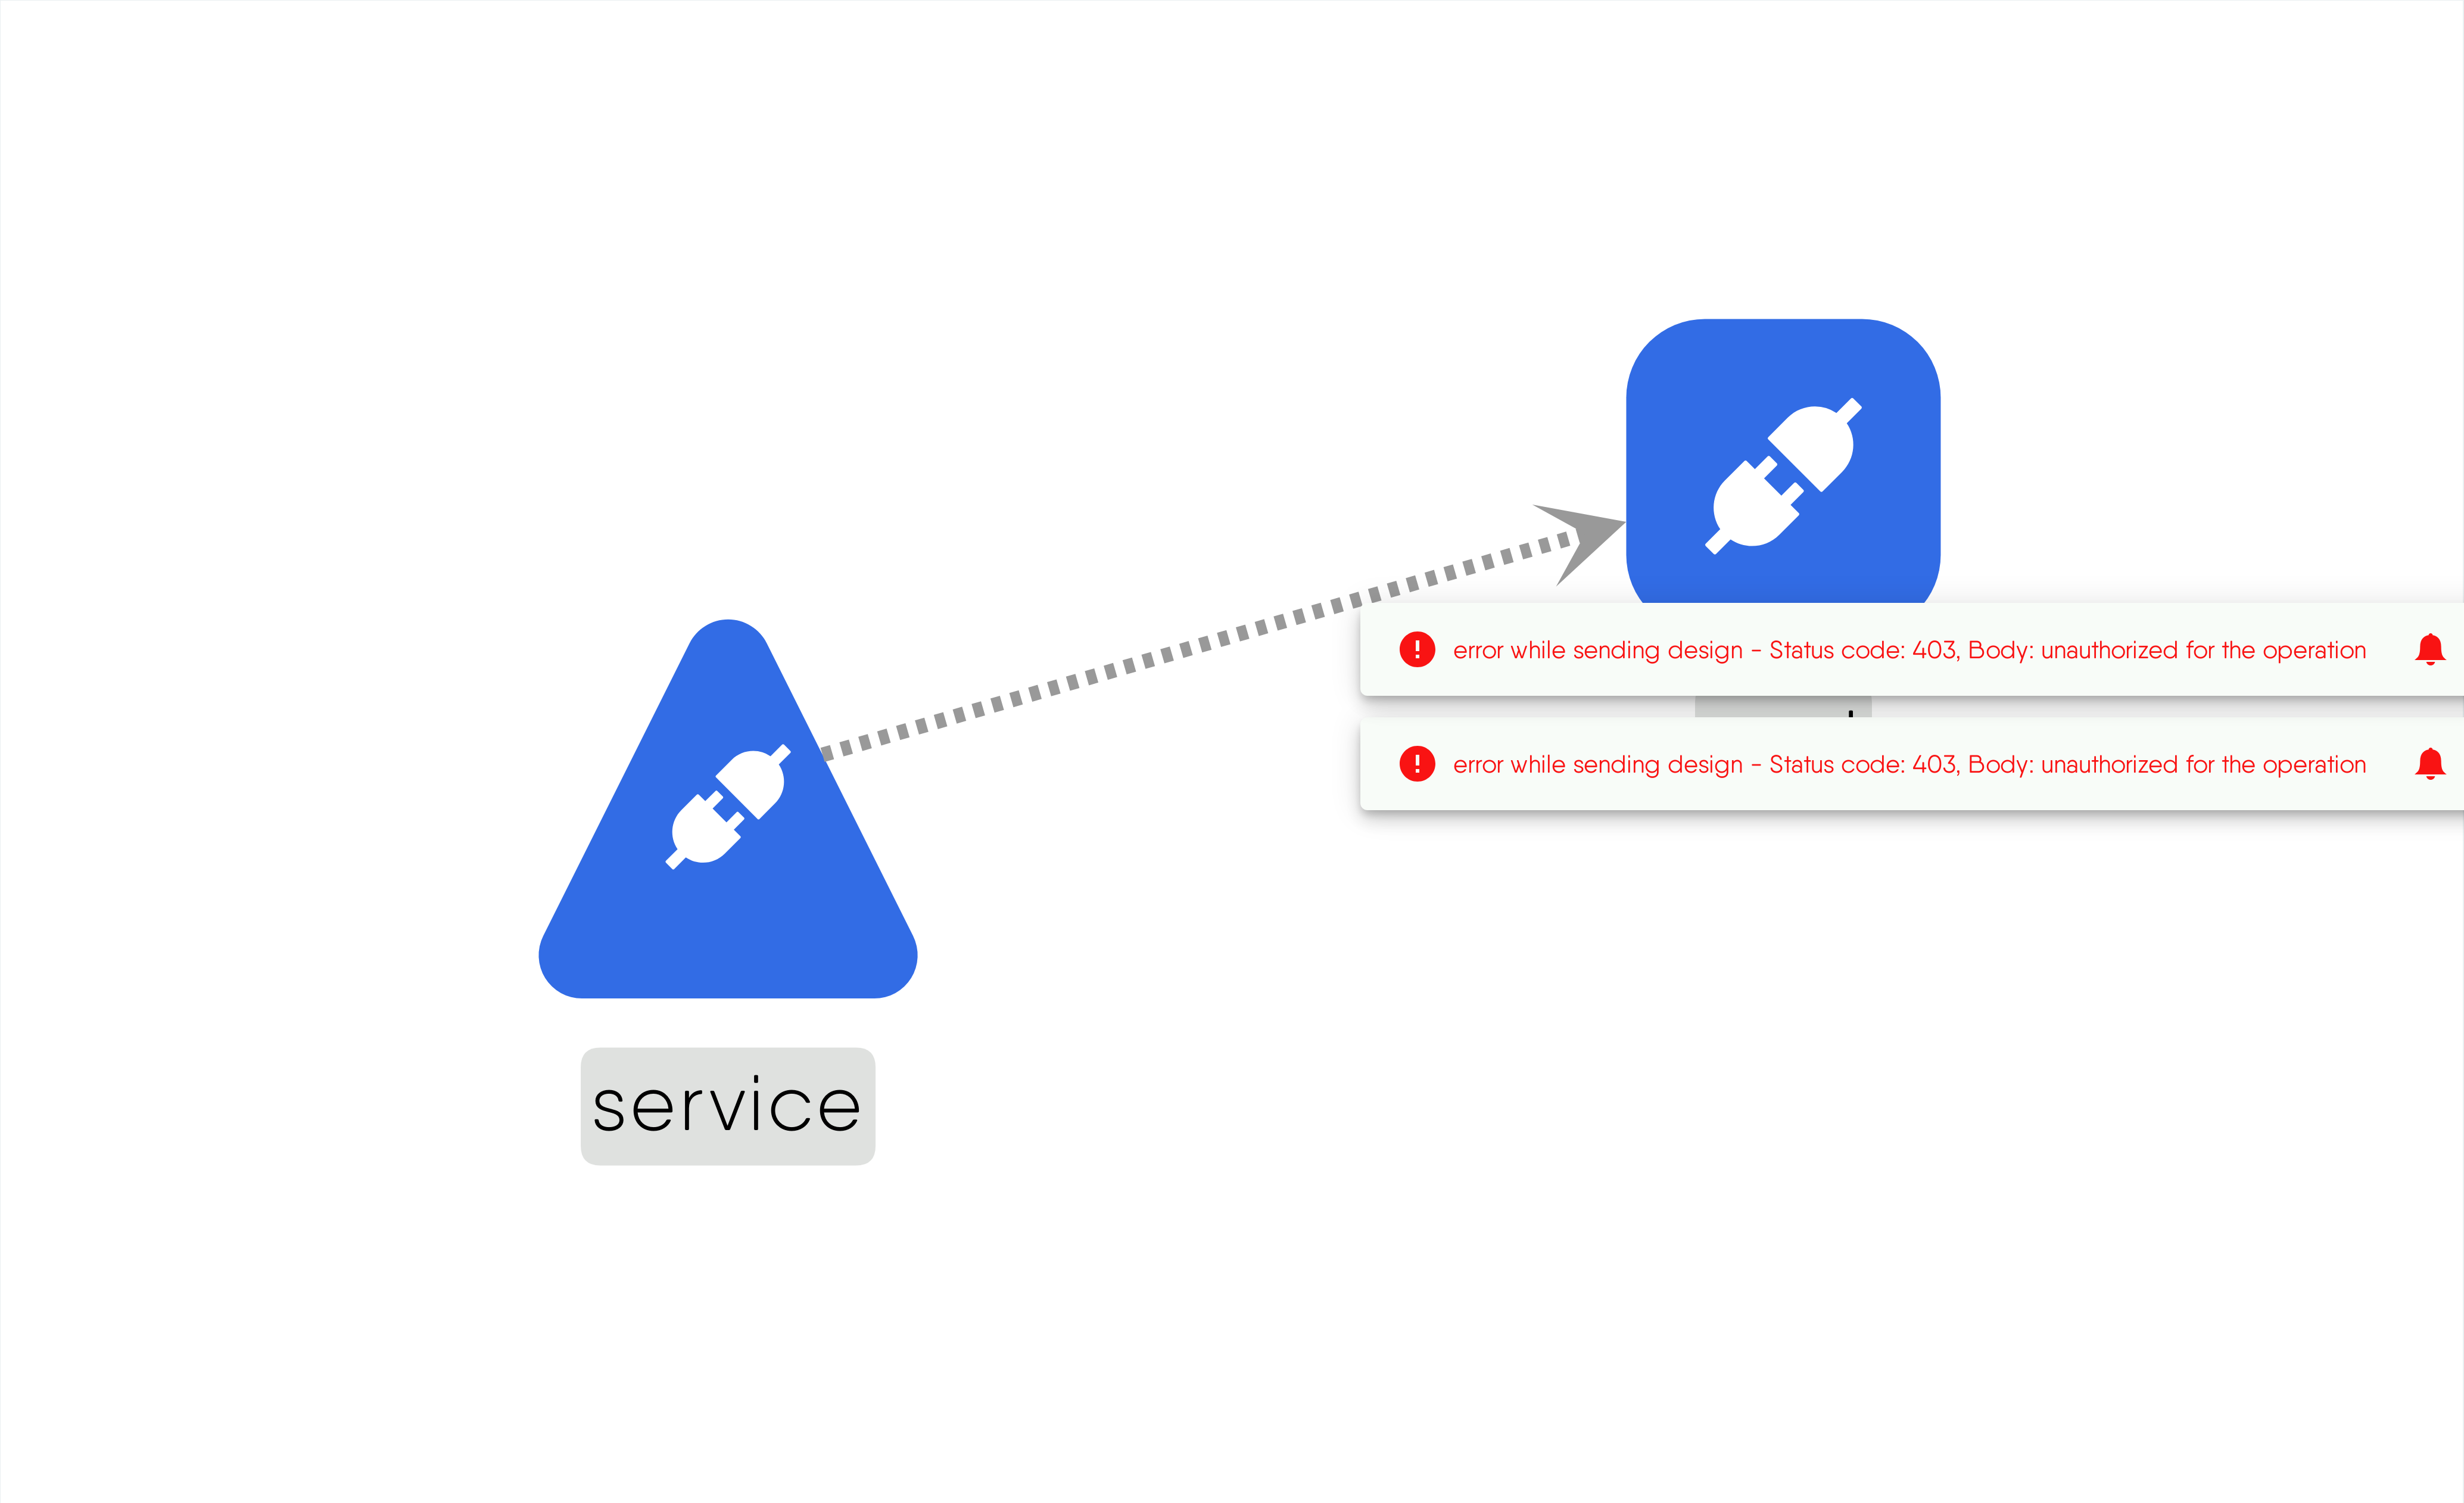 error while sending design - Status code: 403, Body: unauthorized for the operation
error while sending design - Status code: 403, Body: unauthorized for the operation
service